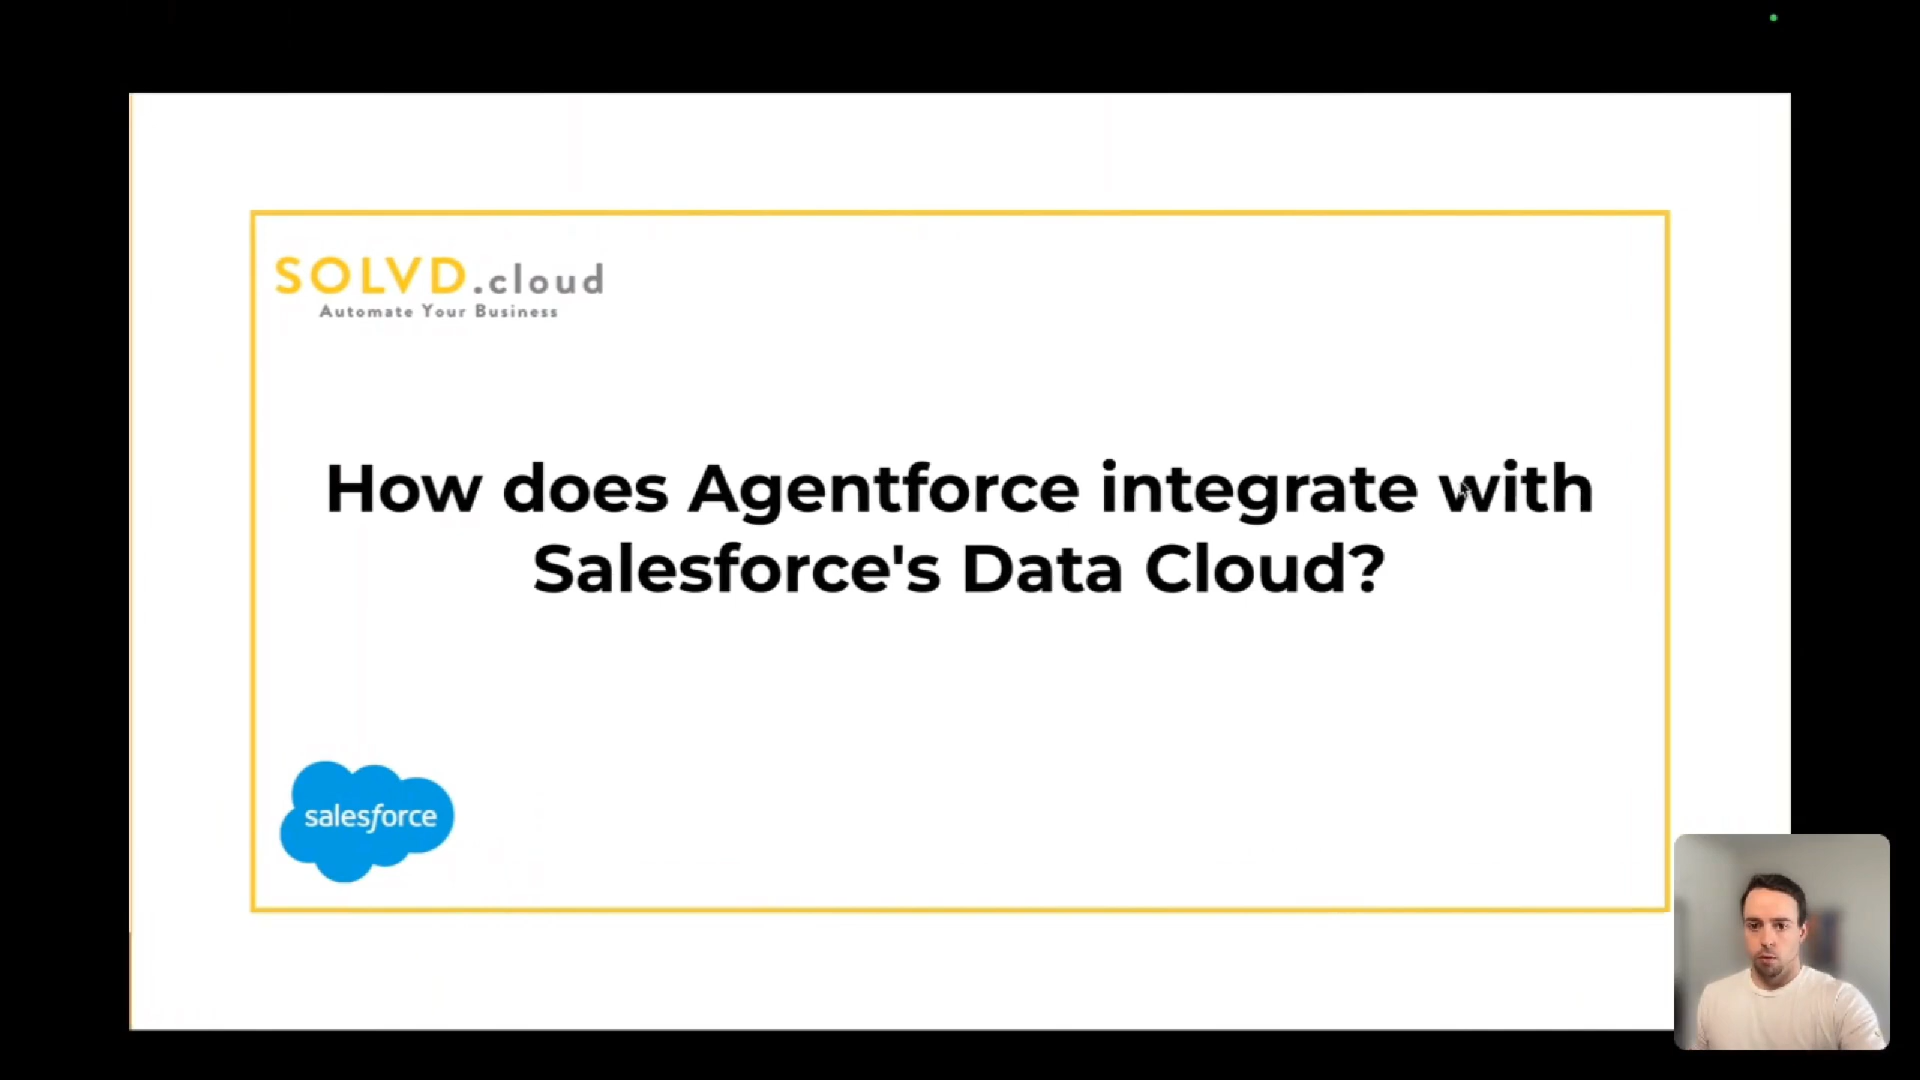 SOLVD.cloud
Automate Your Business
How does Agentforce integrate with
Salesforce's Data Cloud?
salesforce